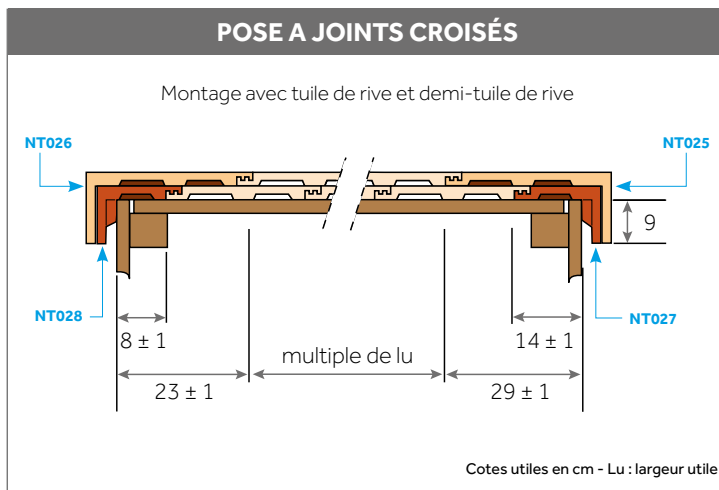 POSE A JOINTS CROISÉS
Montage avec tuile de rive et demi-tuile de rive
NT026
NT025
9
NT028
NT027
8 ± 1
14 ± 1
multiple de lu
23 ± 1
29 ± 1
Cotes utiles en cm - Lu : largeur utile